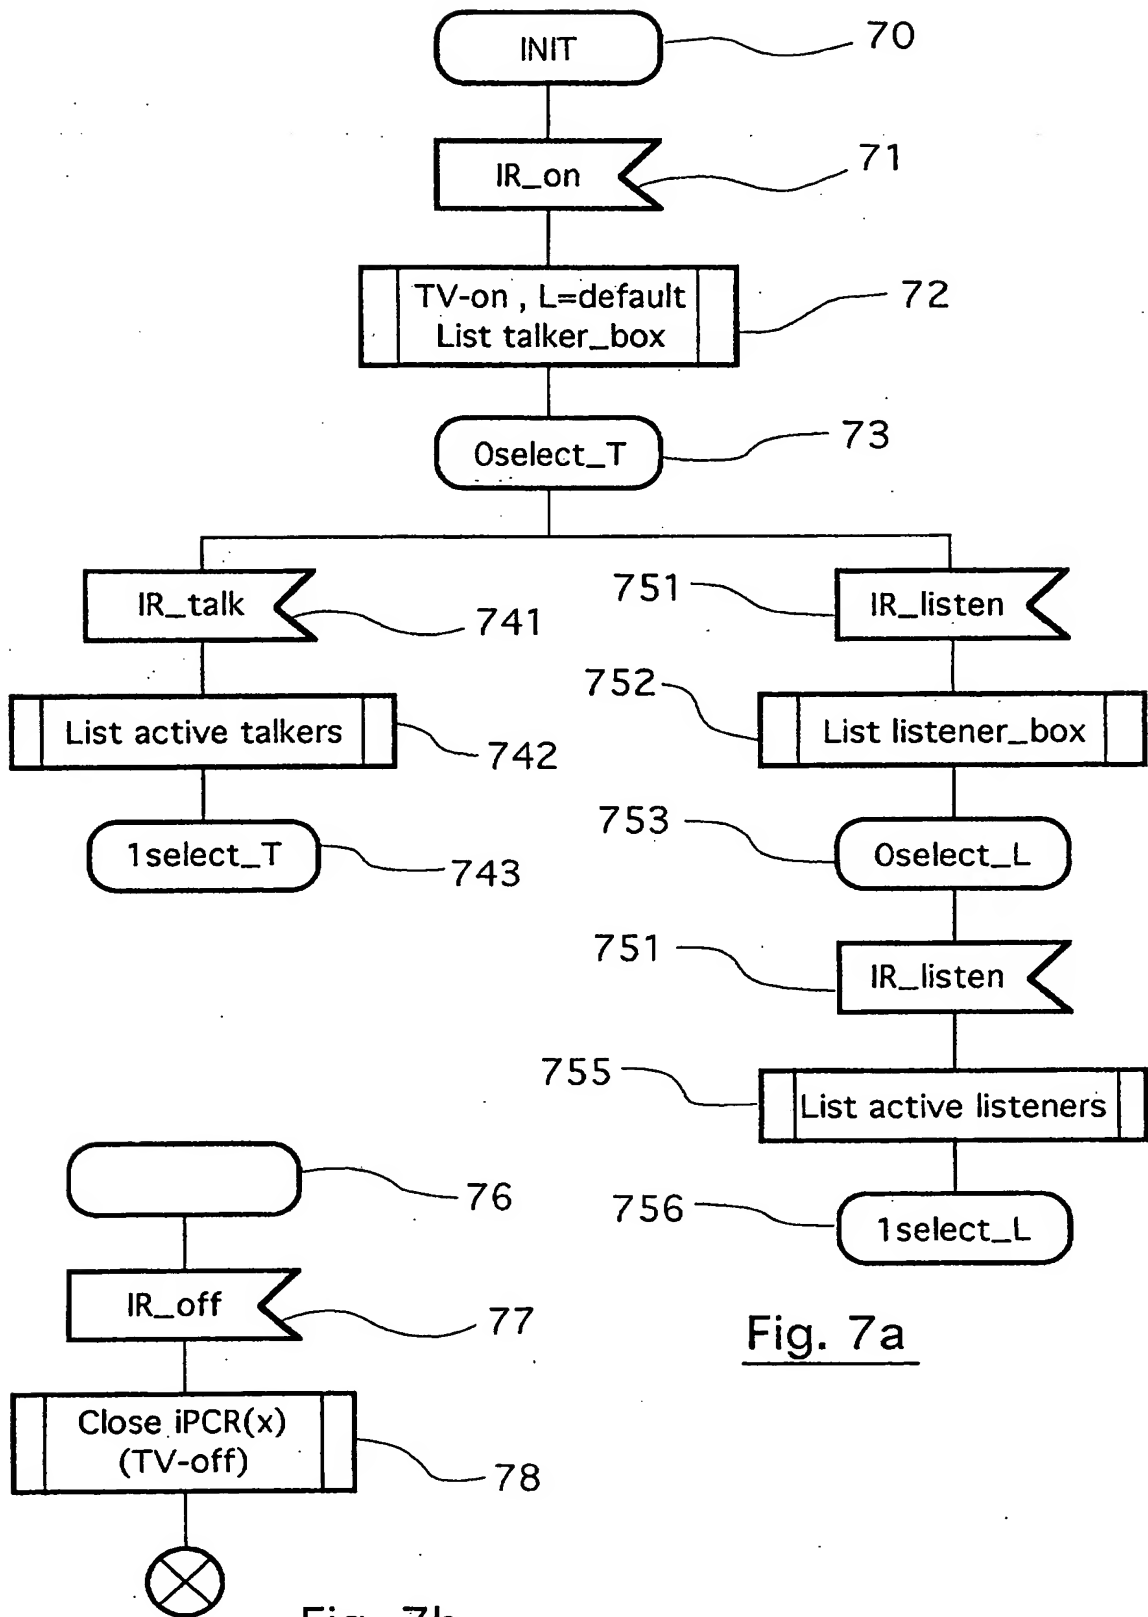 INIT
70
IR_on
71
TV-on , L=default
List talker_box
72
0select_T
73
IR_talk
741
751
IR_listen
List active talkers
742
752
List listener_box
1select_T
743
753
0select_L
751
IR_listen
755
List active listeners
76
756
1select_L
IR_off
77
Fig. 7a
Close iPCR(x)
(TV-off)
78
Fig. 7b